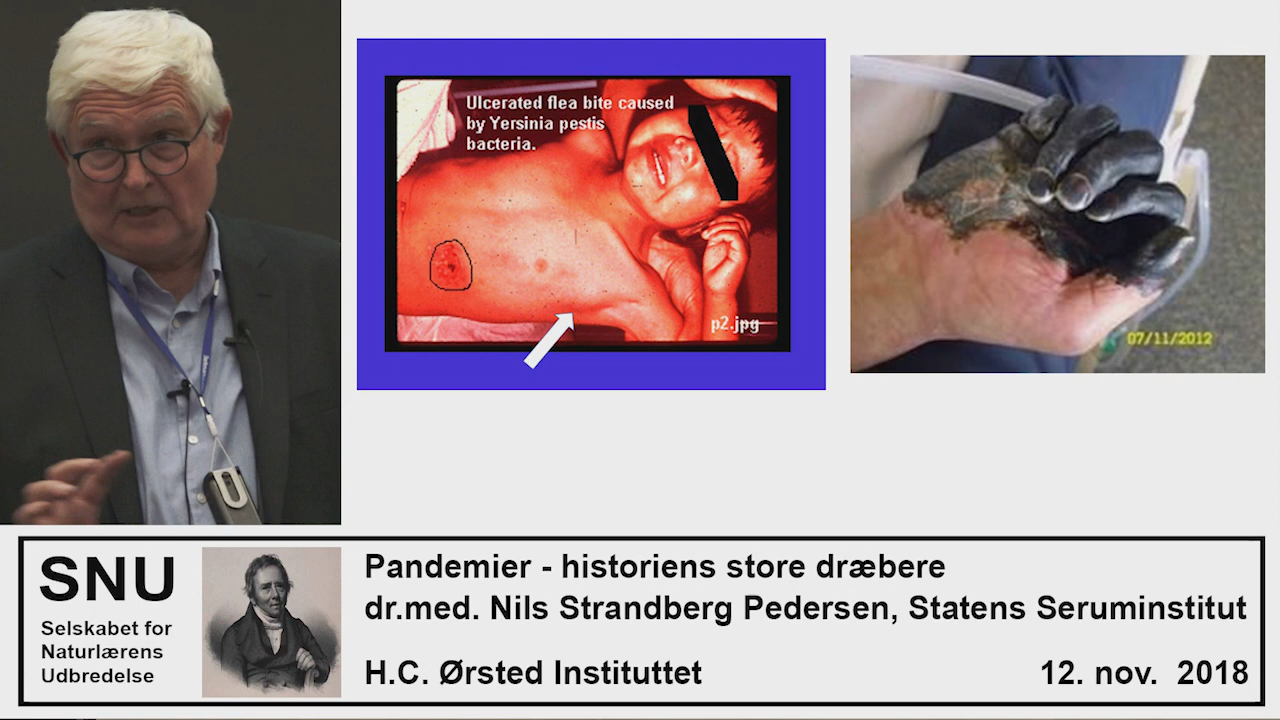 Ulcerated flea bite caused
by Yersinia pestis
bacteria.
p2.jpg
07/11/2012
SNU
Selskabet for
Naturlærens
Udbredelse
Pandemier - historiens store dræbere
dr.med. Nils Strandberg Pedersen, Statens Seruminstitut
H.C. Ørsted Instituttet
12. nov. 2018